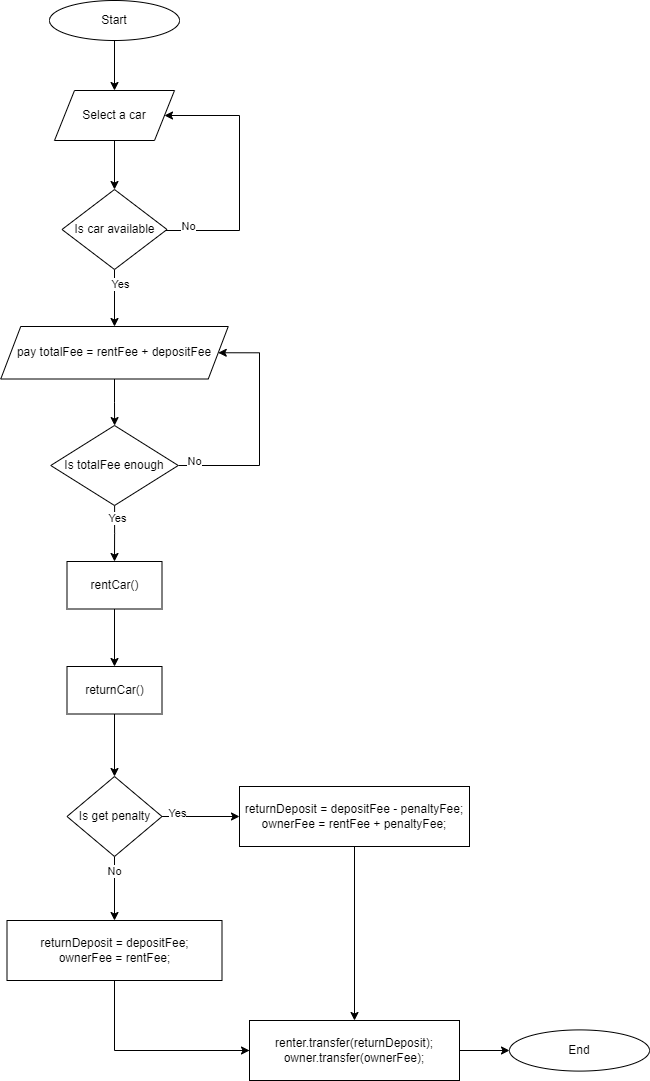 Start
Select a car
Is car available
No
Yes
pay totalFee = rentFee + depositFee
Is totalFee enough
No
Yes
rentCar()
returnCar()
Is get penalty
Yes
returnDeposit = depositFee - penaltyFee;
ownerFee = rentFee + penaltyFee;
No
returnDeposit = depositFee;
ownerFee = rentFee;
renter.transfer(returnDeposit);
owner.transfer(ownerFee);
End